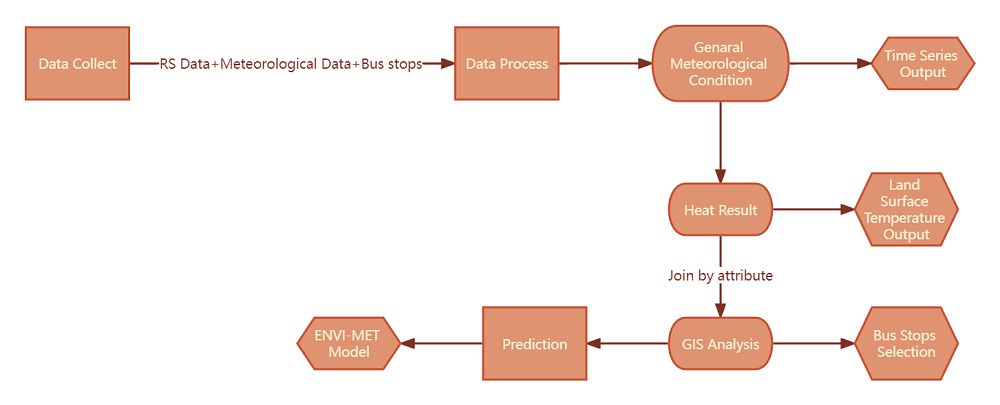 Data Collect
RS Data+Meteorological Data+Bus stops
Data Process
Genaral
Meteorological
Condition
Time Series
Output
Heat Result
Land
Surface
Temperature
Output
Join by attribute
ENVI-MET
Model
Prediction
GIS Analysis
Bus Stops
Selection